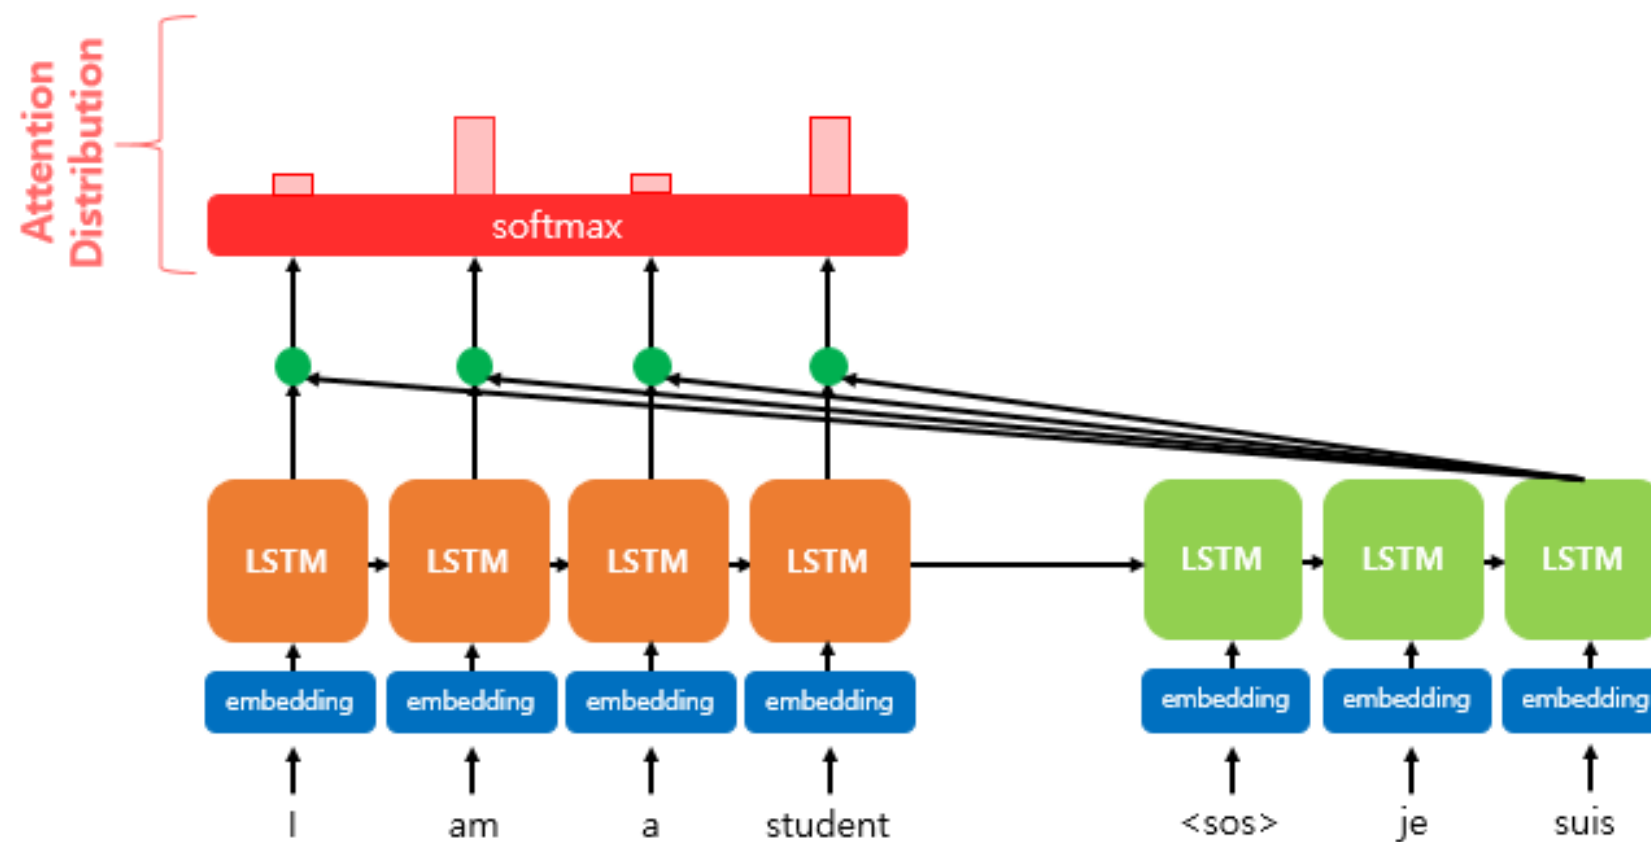 Attention
Distribution
softmax
LSTM LSTM LSTM LSTM LSTM LSTM LSTM
embedding embedding embedding embedding embedding embedding embedding
I am a student <sos> je suis